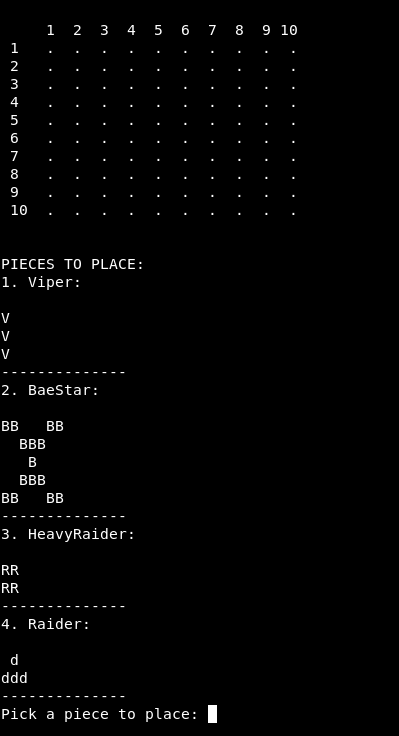 1  2  3  4  5  6  7  8  9 10
 1   .  .  .  .  .  .  .  .  .  .
 2   .  .  .  .  .  .  .  .  .  .
 3   .  .  .  .  .  .  .  .  .  .
 4   .  .  .  .  .  .  .  .  .  .
 5   .  .  .  .  .  .  .  .  .  .
 6   .  .  .  .  .  .  .  .  .  .
 7   .  .  .  .  .  .  .  .  .  .
 8   .  .  .  .  .  .  .  .  .  .
 9   .  .  .  .  .  .  .  .  .  .
 10  .  .  .  .  .  .  .  .  .  .
PIECES TO PLACE:
1. Viper:
V
V
V
--------------
2. BaeStar:
BB   BB
  BBB
   B
  BBB
BB   BB
--------------
3. HeavyRaider:
RR
RR
--------------
4. Raider:
 d
ddd
--------------
Pick a piece to place: